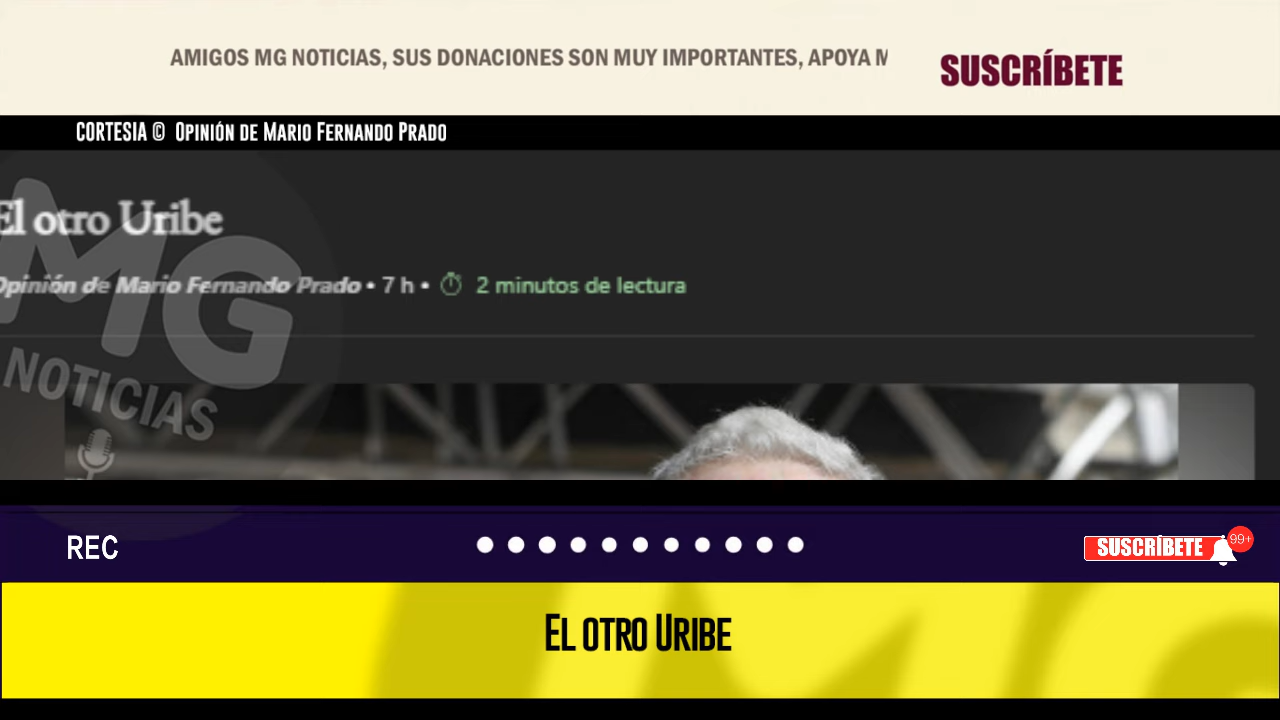 AMIGOS MG NOTICIAS, SUS DONACIONES SON MUY IMPORTANTES, APOYA
SUSCRÍBETE
CORTESIA © OPINIÓN DE MARIO FERNANDO PRADO
El otro Uribe
Opinión de Mario Fernando Prado • 7 h • 2 minutos de lectura
MG
NOTICIAS
REC
SUSCRÍBETE
99+
EL OTRO URIBE